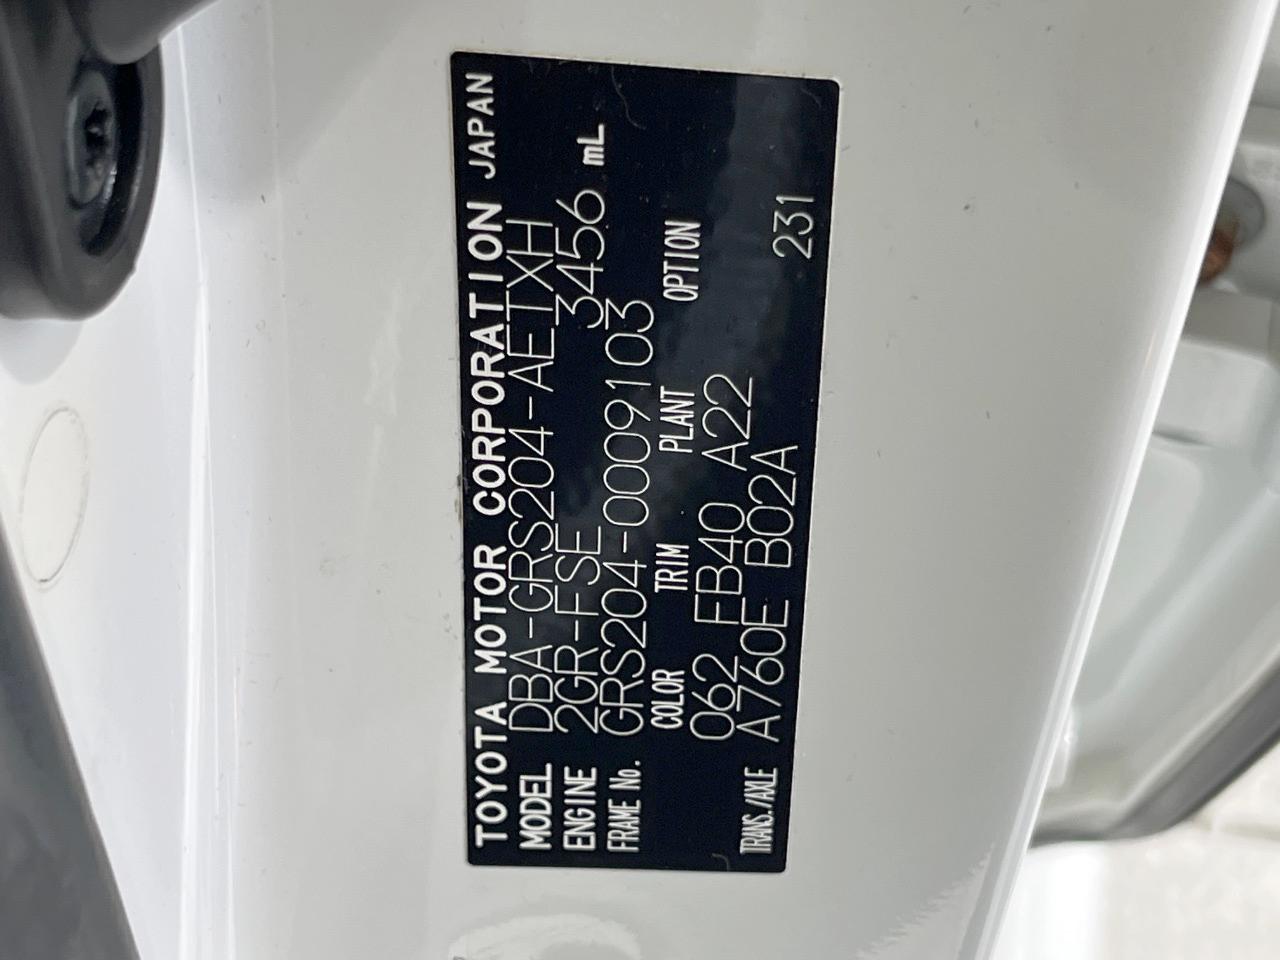 TOYOTA MOTOR CORPORATION JAPAN
MODEL DBA-GRS204-AETXH
ENGINE 2GR-FSE 3456 mL
FRAME No. GRS204-0009103
COLOR TRIM PLANT OPTION
062 FB40 A22
TRANS./AXLE A760E B02A 231